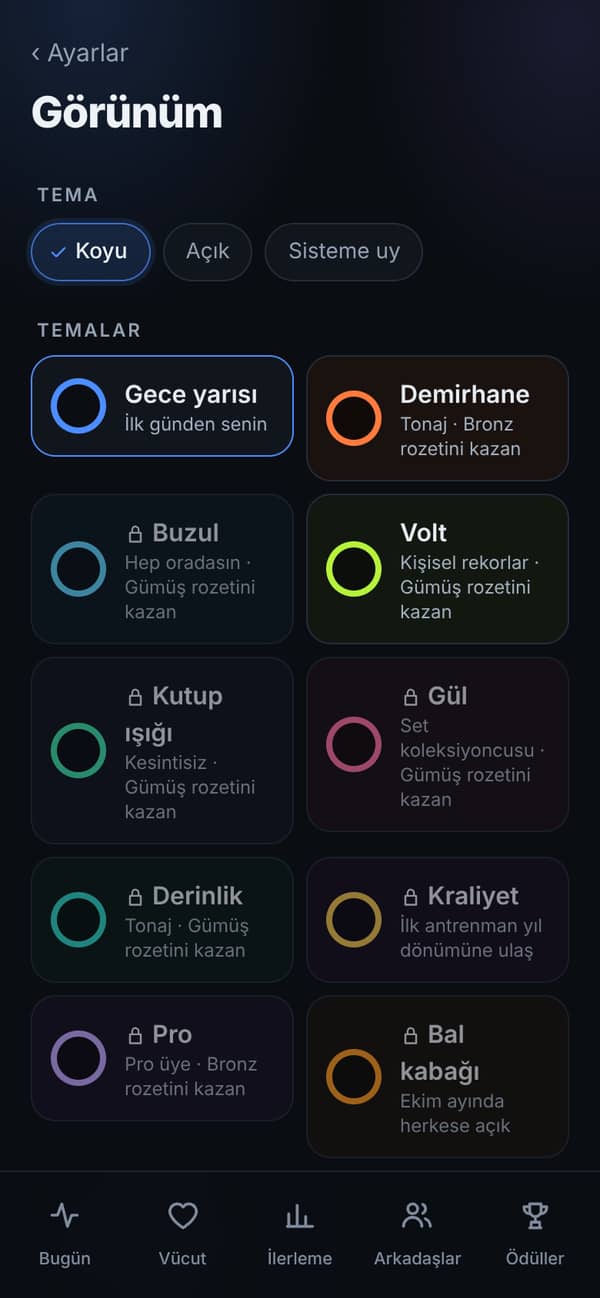 ‹ Ayarlar
Görünüm
TEMA
Koyu
Açık
Sisteme uy
TEMALAR
Gece yarısı
İlk günden senin
Demirhane
Tonaj · Bronz
rozetini kazan
Buzul
Hep oradasın ·
Gümüş rozetini
kazan
Volt
Kişisel rekorlar ·
Gümüş rozetini
kazan
Kutup
ışığı
Kesintisiz ·
Gümüş rozetini
kazan
Gül
Set
koleksiyoncusu ·
Gümüş rozetini
kazan
Derinlik
Tonaj · Gümüş
rozetini kazan
Kraliyet
İlk antrenman yıl
dönümüne ulaş
Pro
Pro üye · Bronz
rozetini kazan
Bal
kabağı
Ekim ayında
herkese açık
Bugün
Vücut
İlerleme
Arkadaşlar
Ödüller